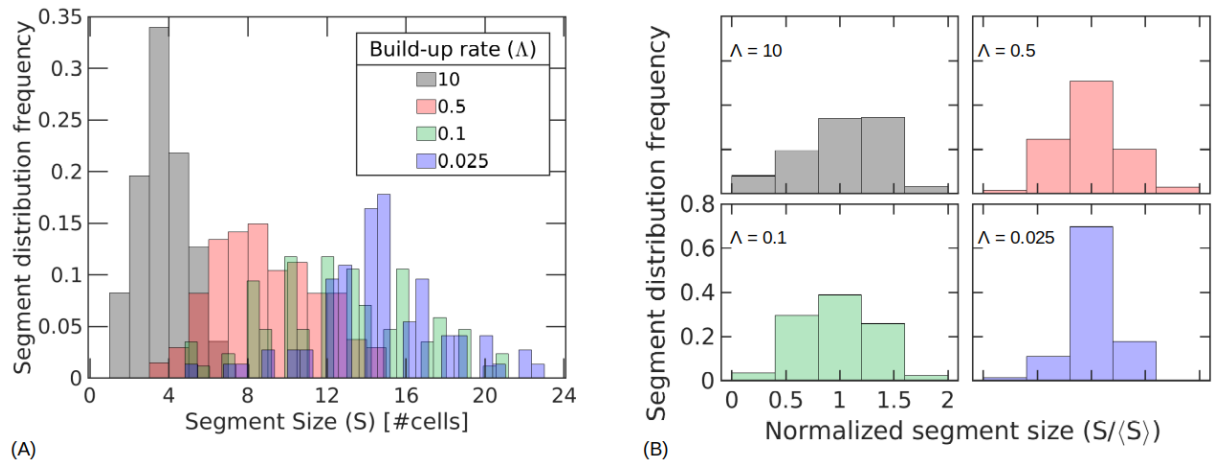 0.35
0.3
0.25
0.2
0.15
0.1
0.05
0
Segment distribution frequency
0 4 8 12 16 20 24
Segment Size (S) [#cells]
Build-up rate (Λ)
10
0.5
0.1
0.025
(A)
Segment distribution frequency
Λ = 10
Λ = 0.5
0.8
0.6
0.4
0.2
0
Λ = 0.1
Λ = 0.025
0 0.5 1 1.5 2
Normalized segment size (S/⟨S⟩)
(B)